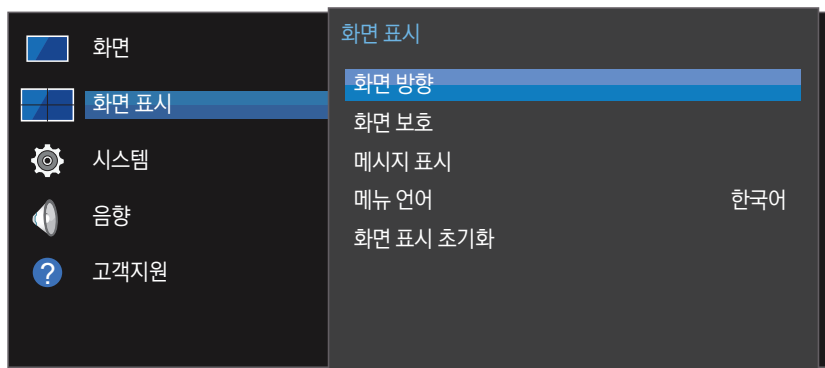 화면
화면 표시
시스템
음향
고객지원
화면 표시
화면 방향
화면 보호
메시지 표시
메뉴 언어 한국어
화면 표시 초기화